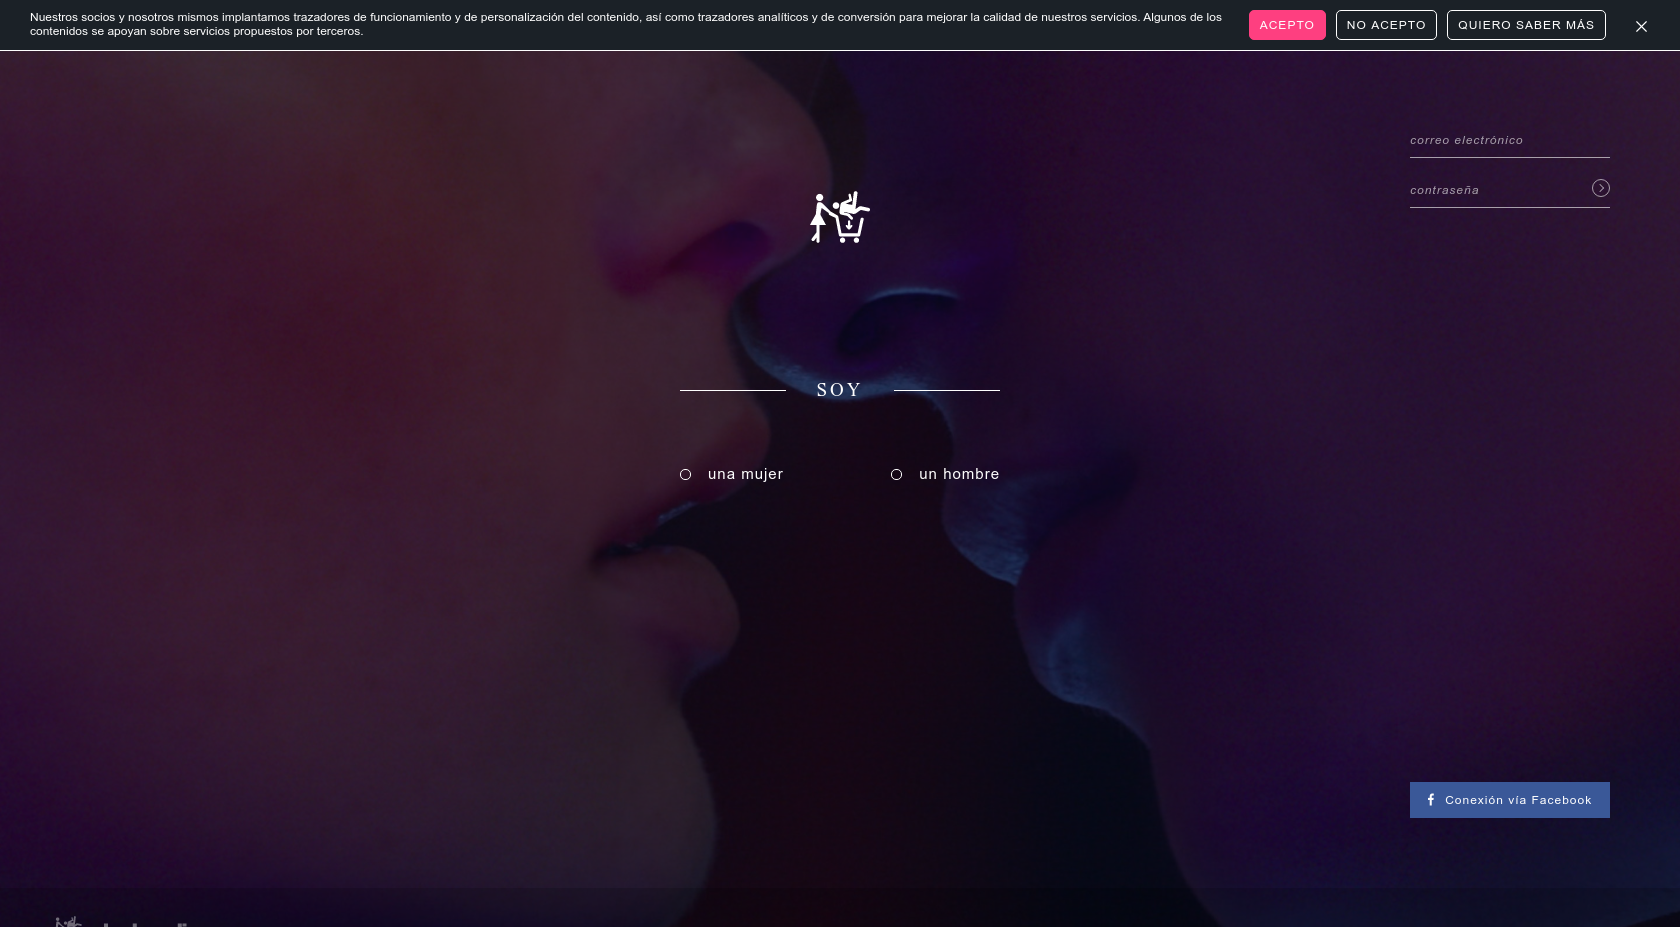 Nuestros socios y nosotros mismos implantamos trazadores de funcionamiento y de personalización del contenido, así como trazadores analíticos y de conversión para mejorar la calidad de nuestros servicios. Algunos de los
contenidos se apoyan sobre servicios propuestos por terceros.
ACEPTO
NO ACEPTO
QUIERO SABER MÁS
correo electrónico
contraseña
SOY
una mujer
un hombre
Conexión vía Facebook